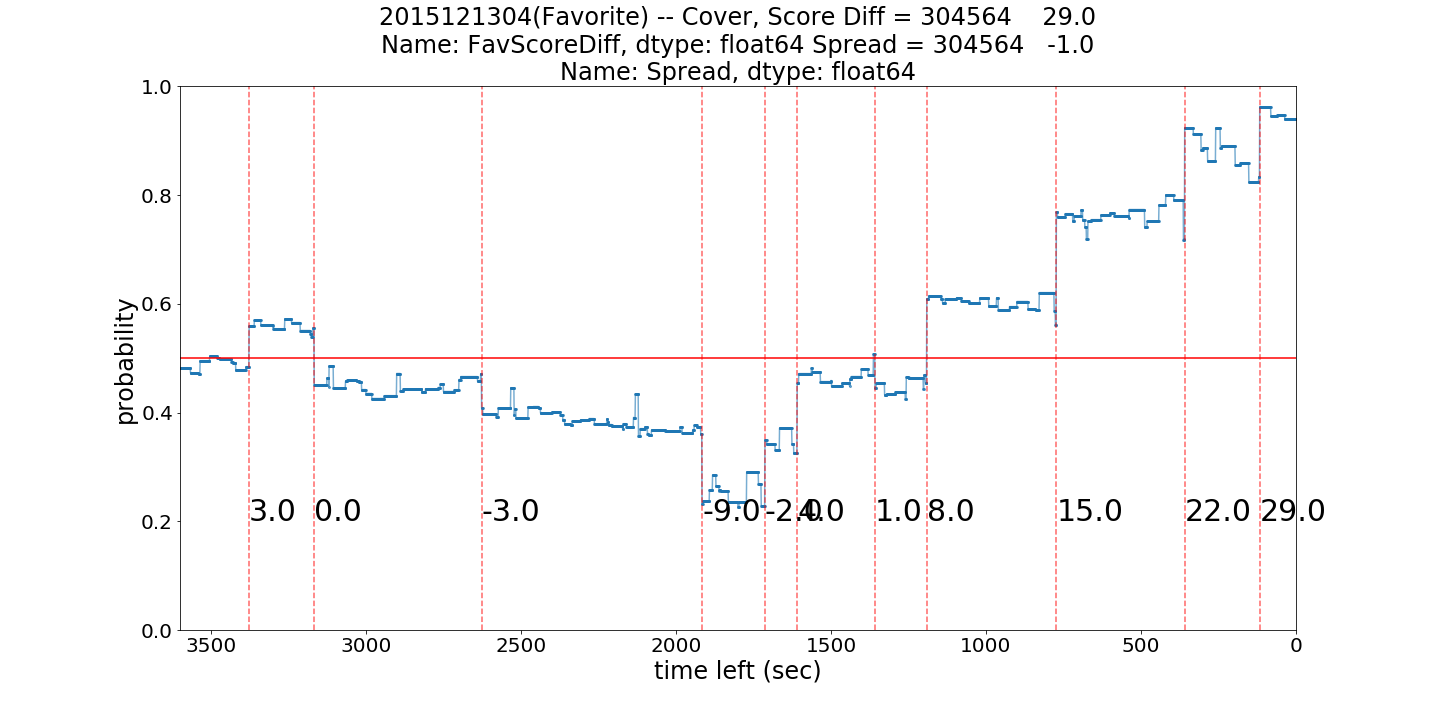 2015121304(Favorite) -- Cover, Score Diff = 304564    29.0
Name: FavScoreDiff, dtype: float64 Spread = 304564   -1.0
Name: Spread, dtype: float64
1.0
0.8
0.6
0.4
0.2
0.0
probability
3.0
0.0
-3.0
-9.0
-2.0
4.0
1.0
8.0
15.0
22.0
29.0
3500 3000 2500 2000 1500 1000 500 0
time left (sec)